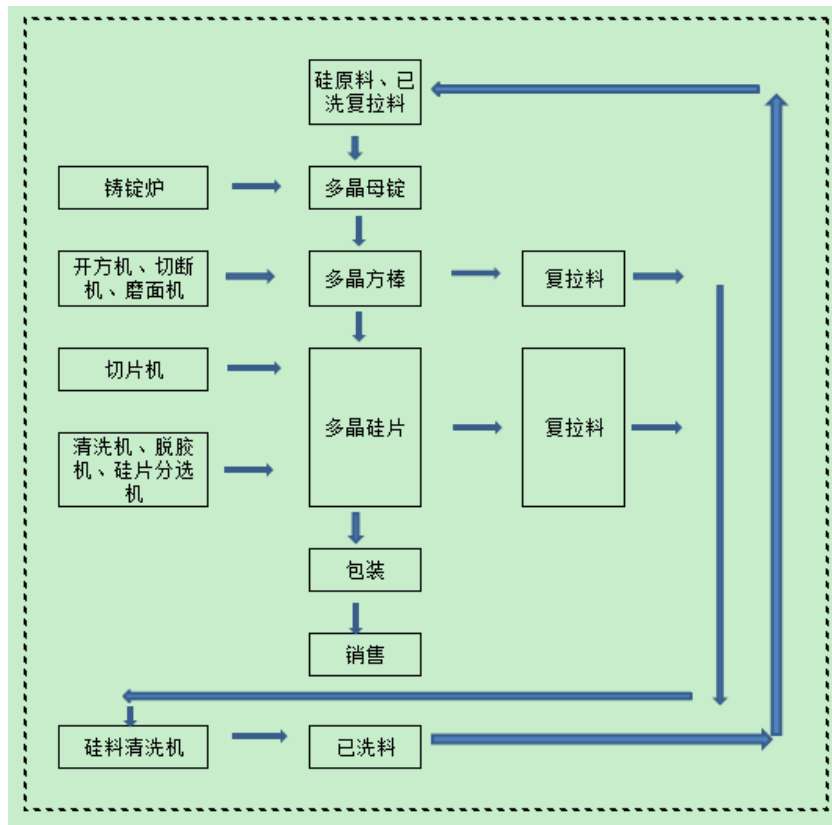 硅原料、已
洗复拉料
铸锭炉
多晶母锭
开方机、切断
机、磨面机
多晶方棒
复拉料
切片机
多晶硅片
复拉料
清洗机、脱胶
机、硅片分选
机
包装
销售
硅料清洗机
已洗料